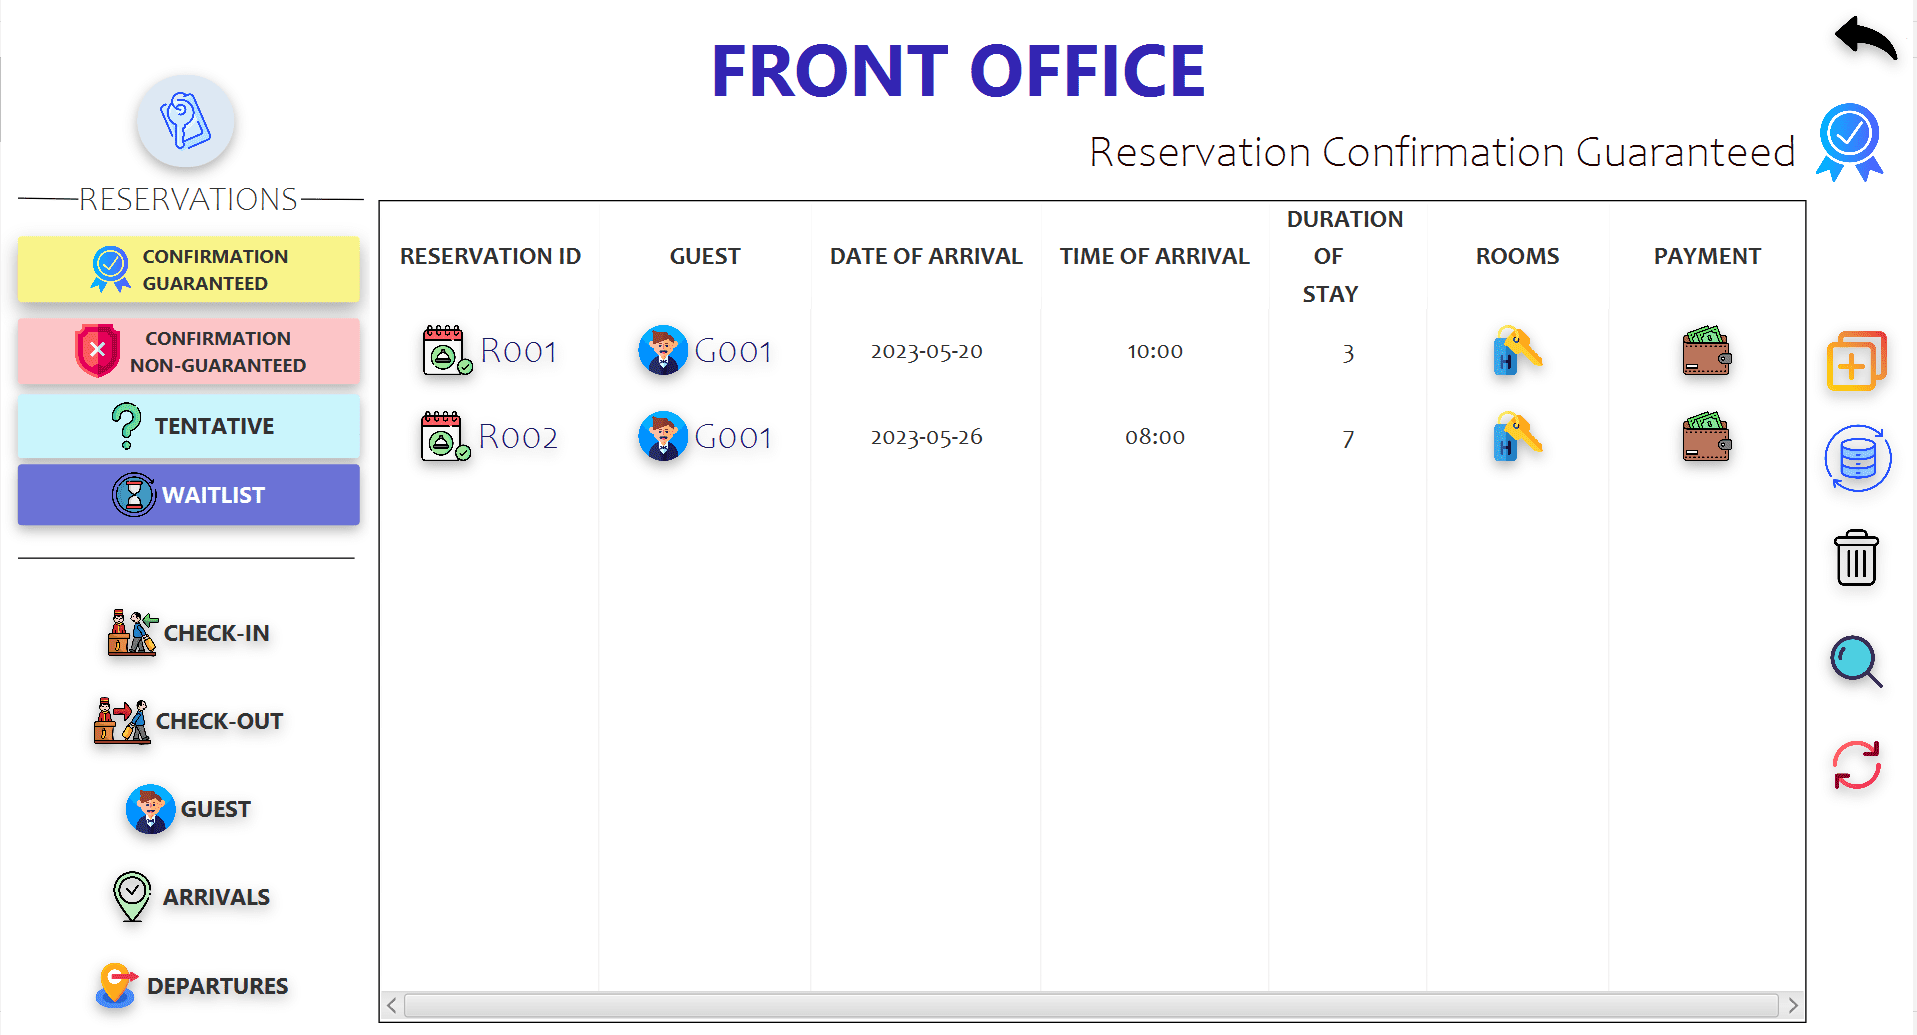 FRONT OFFICE
Reservation Confirmation Guaranteed
RESERVATIONS
CONFIRMATION
GUARANTEED
CONFIRMATION
NON-GUARANTEED
TENTATIVE
WAITLIST
CHECK-IN
CHECK-OUT
GUEST
ARRIVALS
DEPARTURES
RESERVATION ID GUEST DATE OF ARRIVAL TIME OF ARRIVAL DURATION OF STAY ROOMS PAYMENT
R001 G001 2023-05-20 10:00 3 H
R002 G001 2023-05-26 08:00 7 H